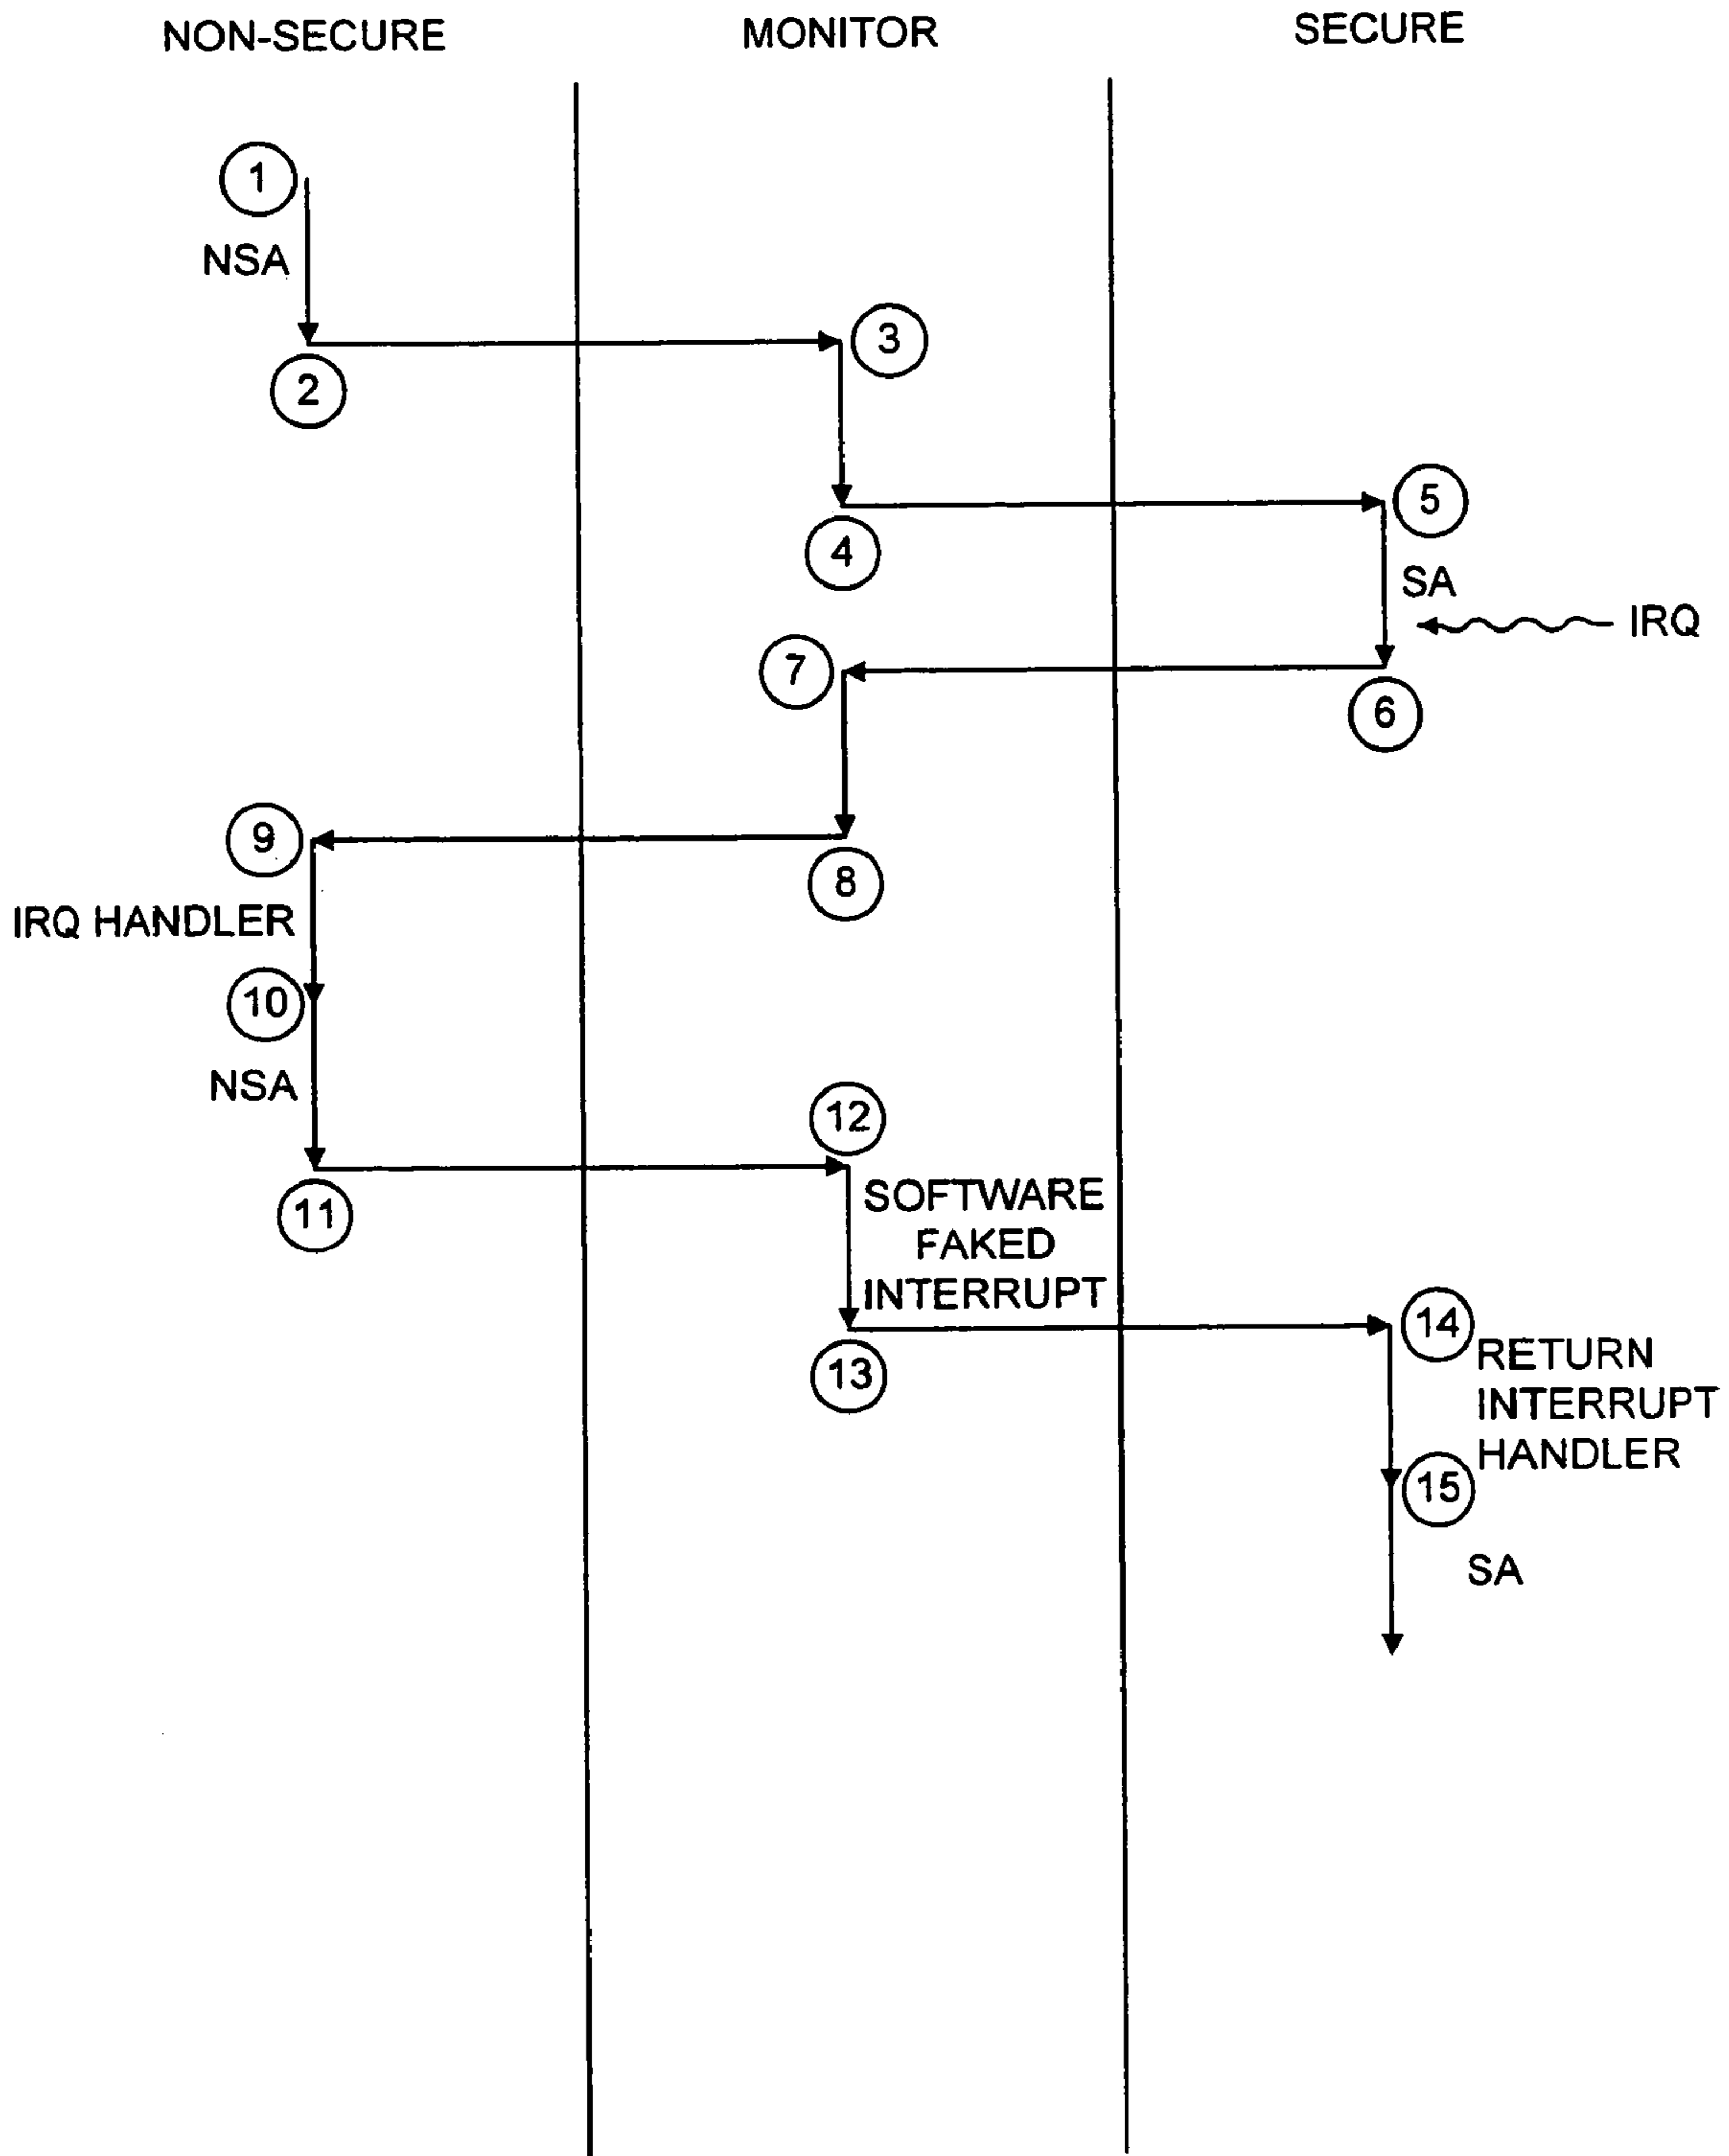 NON-SECURE MONITOR SECURE
1
NSA
2
3
4
5
SA
IRQ
6
7
8
9
IRQ HANDLER
10
NSA
11
12
SOFTWARE
FAKED
INTERRUPT
13
14
RETURN
INTERRUPT
HANDLER
15
SA